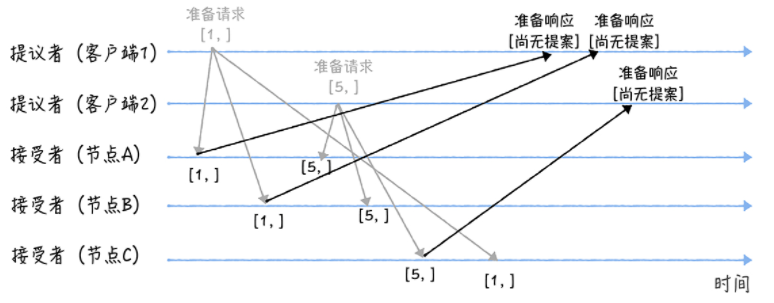 准备请求
[1, ]
准备响应
[尚无提案]
准备响应
[尚无提案]
提议者（客户端1）
准备请求
[5, ]
准备响应
[尚无提案]
提议者（客户端2）
接受者（节点A）
[1, ]
[5, ]
接受者（节点B）
[1, ]
[5, ]
接受者（节点C）
[5, ]
[1, ]
时间